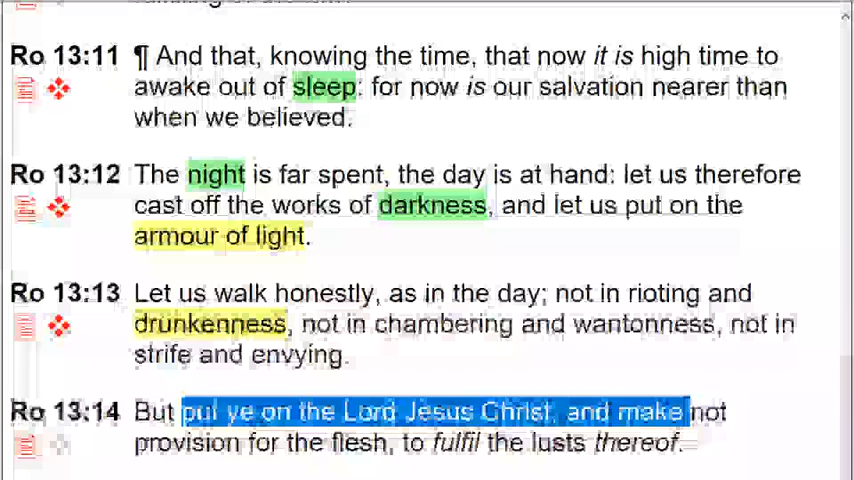 Ro 13:11 ¶ And that, knowing the time, that now it is high time to
awake out of sleep: for now is our salvation nearer than
when we believed.
Ro 13:12 The night is far spent, the day is at hand: let us therefore
cast off the works of darkness, and let us put on the
armour of light.
Ro 13:13 Let us walk honestly, as in the day; not in rioting and
drunkenness, not in chambering and wantonness, not in
strife and envying.
Ro 13:14 But put ye on the Lord Jesus Christ, and make not
provision for the flesh, to fulfil the lusts thereof.